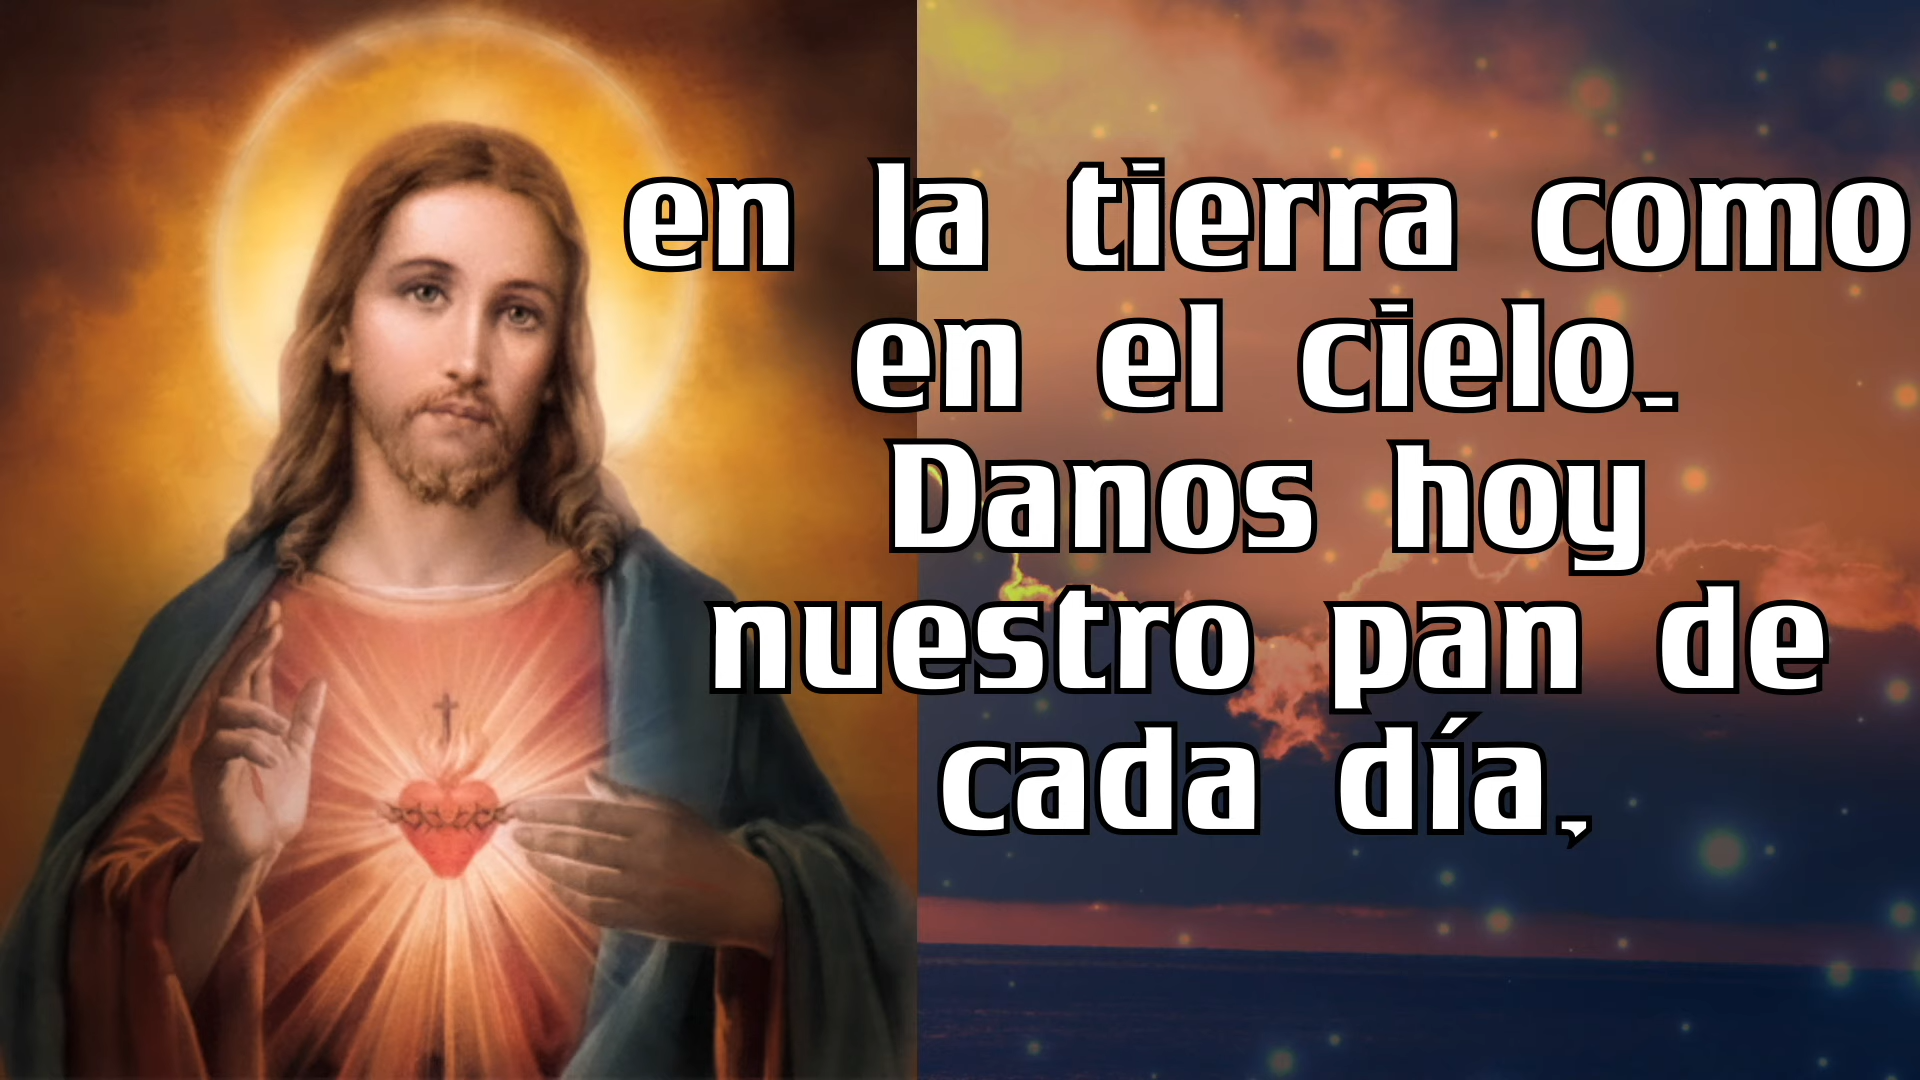 en la tierra como
en el cielo.
Danos hoy
nuestro pan de
cada día,